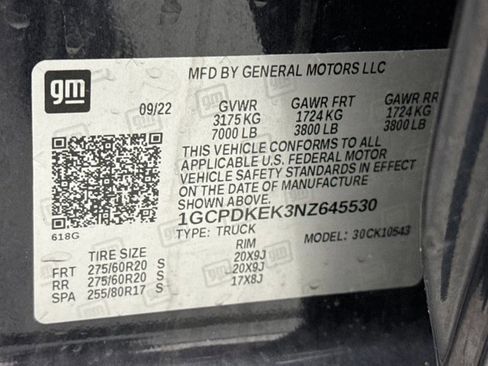 gm
MFD BY GENERAL MOTORS LLC
09/22 GVWR GAWR FRT GAWR RR
3175 KG 1724 KG 1724 KG
7000 LB 3800 LB 3800 LB
THIS VEHICLE CONFORMS TO ALL
APPLICABLE U.S. FEDERAL MOTOR
VEHICLE SAFETY STANDARDS IN EFFECT
ON THE DATE OF MANUFACTURE
SHOWN ABOVE.
1GCPDKEK3NZ645530
618G TYPE: TRUCK MODEL: 30CK10543
TIRE SIZE RIM
FRT 275/60R20 S 20X9J
RR 275/60R20 S 20X9J
SPA 255/80R17 S 17X8J